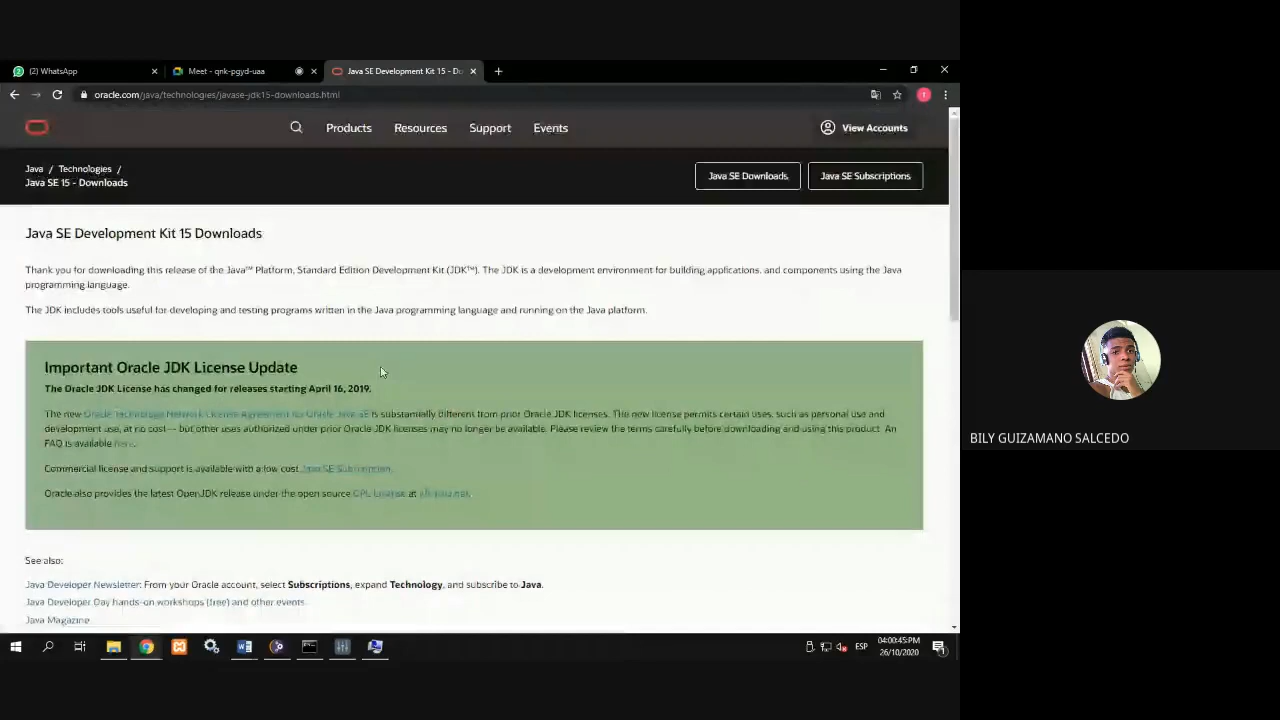 (2) WhatsApp
Meet - qnk-pgyd-uaa
Java SE Development Kit 15 - Do
oracle.com/java/technologies/javase-jdk15-downloads.html
Products
Resources
Support
Events
View Accounts
Java / Technologies /
Java SE 15 - Downloads
Java SE Downloads
Java SE Subscriptions
Java SE Development Kit 15 Downloads
Thank you for downloading this release of the Java™ Platform, Standard Edition Development Kit (JDK™). The JDK is a development environment for building applications, and components using the Java
programming language.
The JDK includes tools useful for developing and testing programs written in the Java programming language and running on the Java platform.
Important Oracle JDK License Update
The Oracle JDK License has changed for releases starting April 16, 2019.
The new Oracle Technology Network License Agreement for Oracle Java SE is substantially different from prior Oracle JDK licenses. The new license permits certain uses, such as personal use and
development use, at no cost -- but other uses authorized under prior Oracle JDK licenses may no longer be available. Please review the terms carefully before downloading and using this product. An
FAQ is available here.
Commercial license and support is available with a low cost Java SE Subscription.
Oracle also provides the latest OpenJDK release under the open source GPL License at
See also:
Java Developer Newsletter: From your Oracle account, select Subscriptions, expand Technology, and subscribe to Java.
Java Developer Day hands-on workshops (free) and other events
Java Magazine
BILY GUIZAMANO SALCEDO
ESP
04:00:45PM
26/10/2020